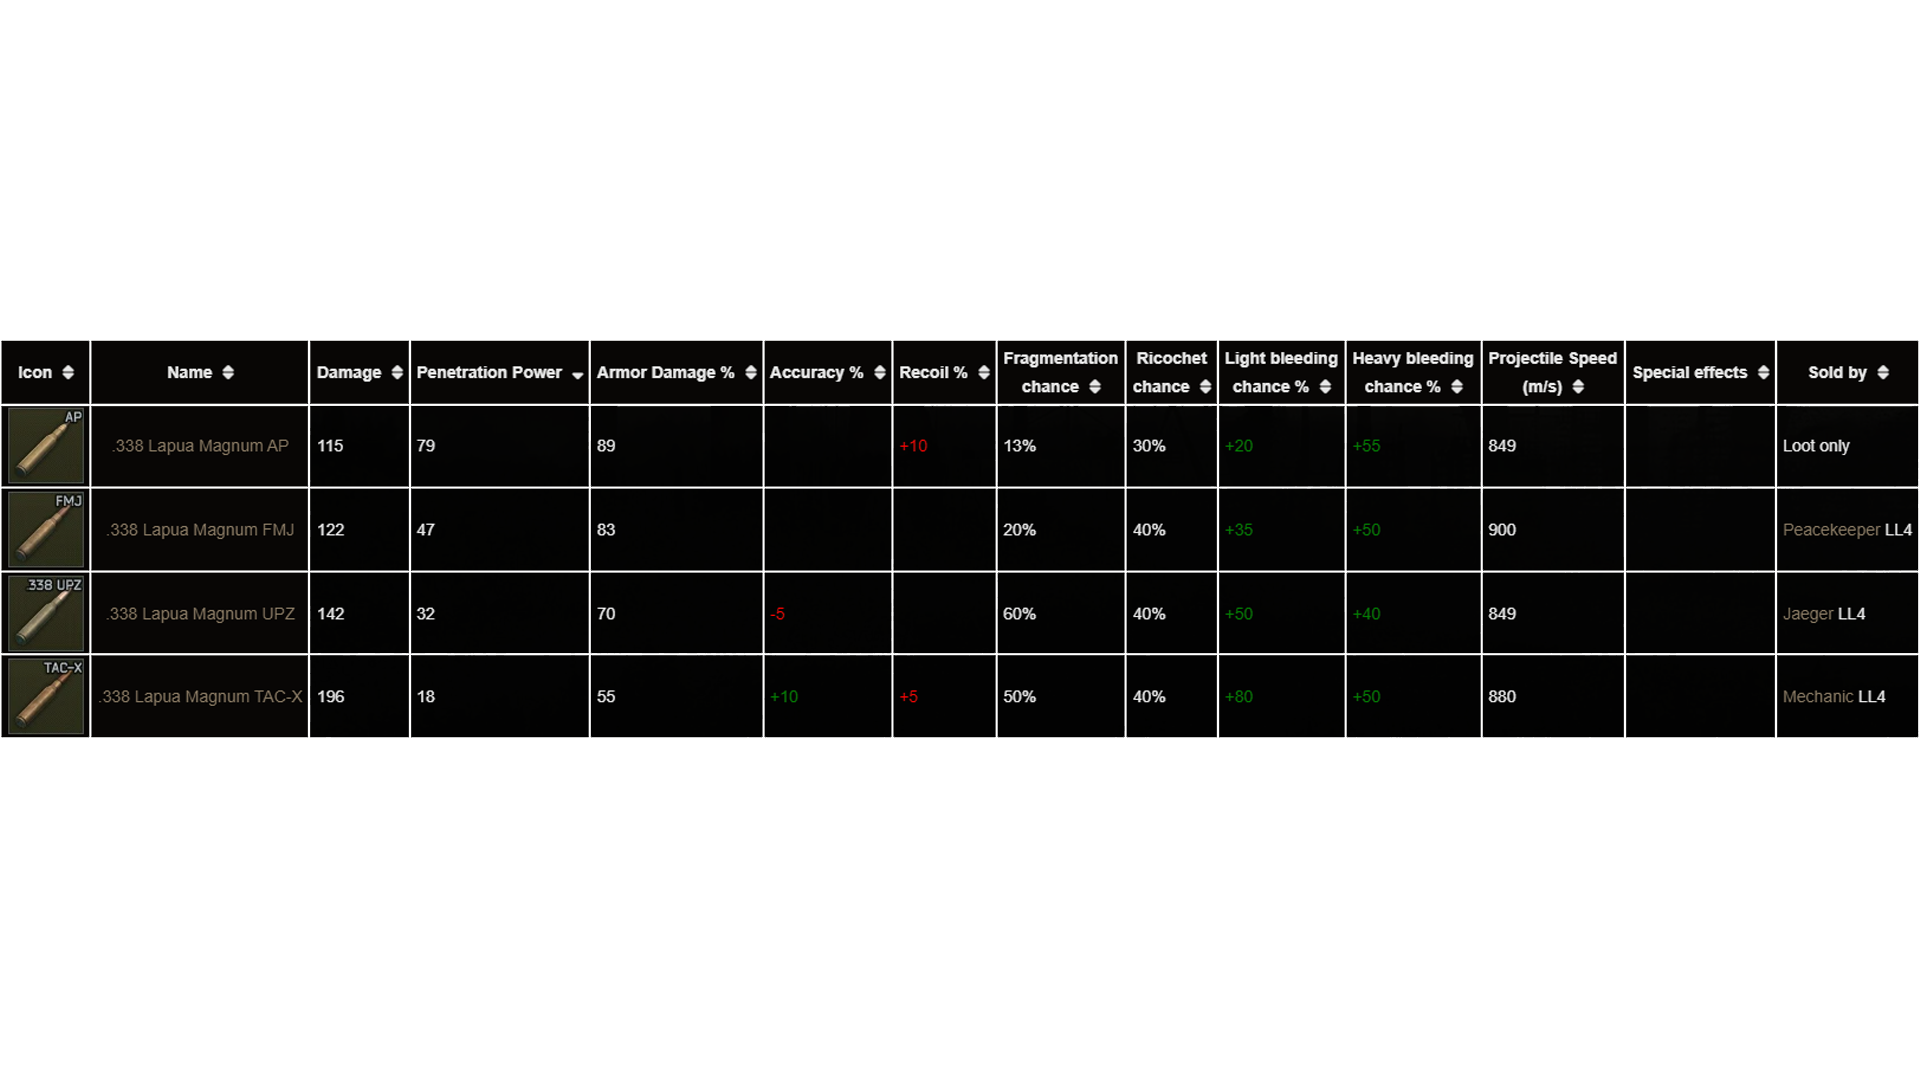 Icon Name Damage Penetration Power Armor Damage % Accuracy % Recoil % Fragmentation chance Ricochet chance Light bleeding chance % Heavy bleeding chance % Projectile Speed (m/s) Special effects Sold by
AP .338 Lapua Magnum AP 115 79 89 +10 13% 30% +20 +55 849 Loot only
FMJ .338 Lapua Magnum FMJ 122 47 83 20% 40% +35 +50 900 Peacekeeper LL4
.338 UPZ .338 Lapua Magnum UPZ 142 32 70 -5 60% 40% +50 +40 849 Jaeger LL4
TAC-X .338 Lapua Magnum TAC-X 196 18 55 +10 +5 50% 40% +80 +50 880 Mechanic LL4